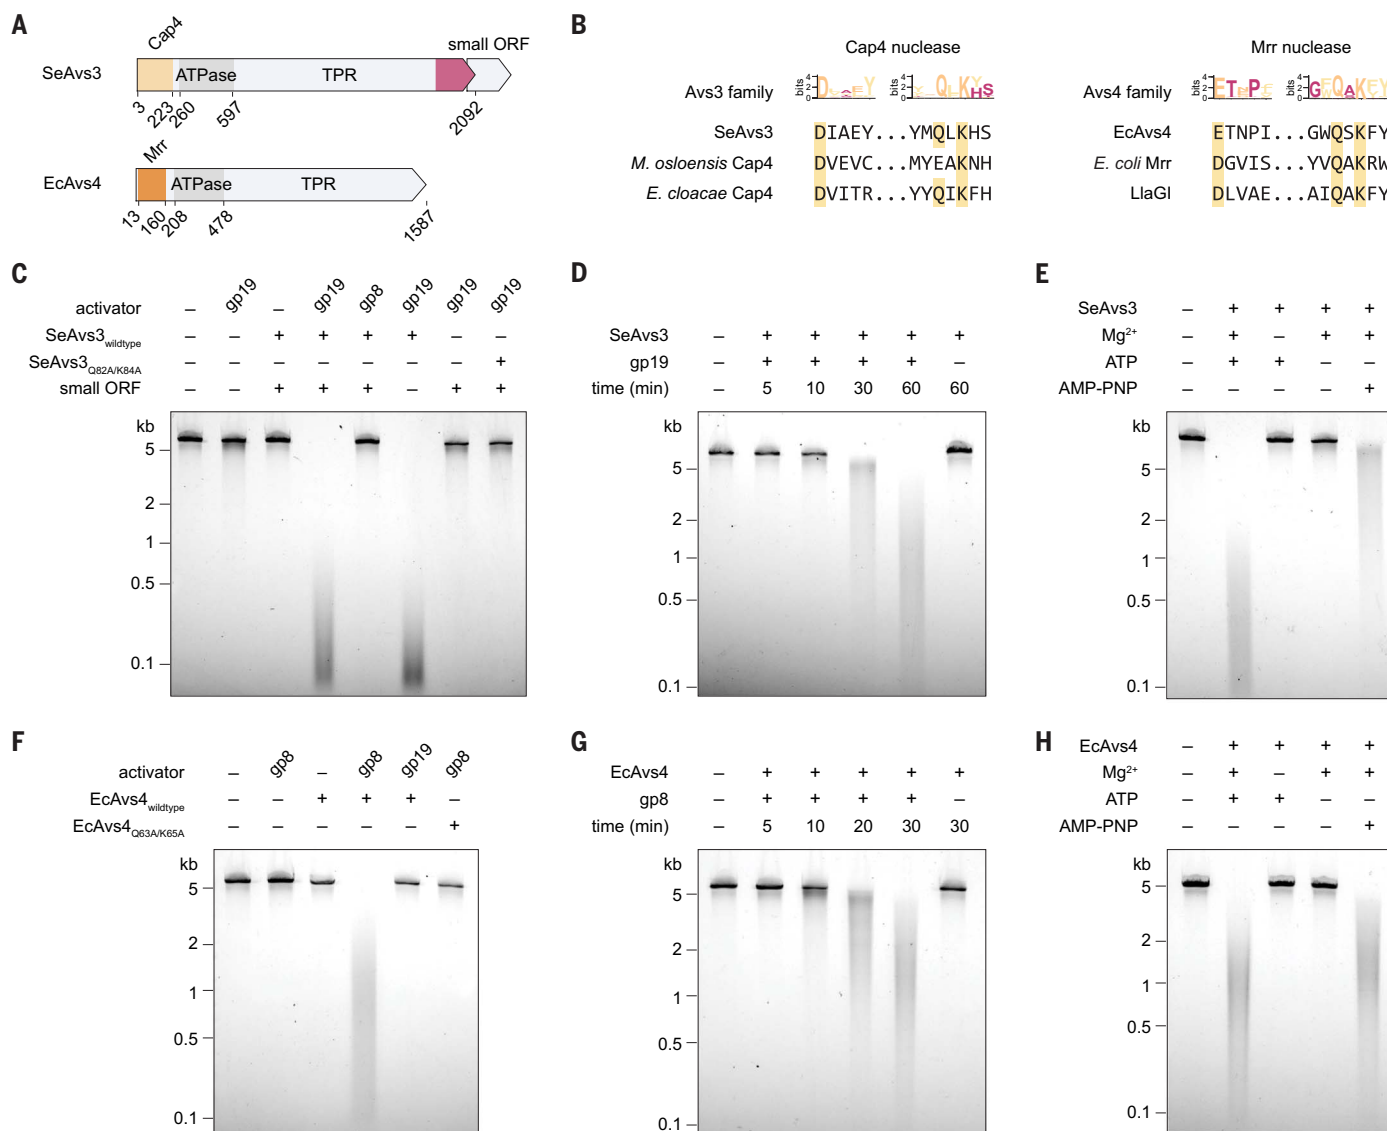 A
Cap4
small ORF
SeAvs3
ATPase
TPR
3
223
260
597
2092
Mrr
EcAvs4
ATPase
TPR
13
160
208
478
1587
B
Cap4 nuclease
Mrr nuclease
Avs3 family
Avs4 family
SeAvs3 DIAEY...YMQLKHS
M. osloensis Cap4 DVEVC...MYEAKNH
E. cloacae Cap4 DVITR...YYQIKFH
EcAvs4 ETNPI...GWQSKFY
E. coli Mrr DGVIS...YVQAKRW
LlaGI DLVAE...AIQAKFY
C
activator – gp19 – gp19 gp8 gp19 gp19 gp19
SeAvs3wildtype – – + + + + – –
SeAvs3Q82A/K84A – – – – – – – +
small ORF – – + + + – + +
kb
5
2
1
0.5
0.1
D
SeAvs3 – + + + + +
gp19 – + + + + –
time (min) – 5 10 30 60 60
kb
5
2
1
0.5
0.1
E
SeAvs3 – + + + +
Mg2+ – + – + +
ATP – + + – –
AMP-PNP – – – – +
kb
5
2
1
0.5
0.1
F
activator – gp8 – gp8 gp19 gp8
EcAvs4wildtype – – + + + –
EcAvs4Q63A/K65A – – – – – +
kb
5
2
1
0.5
0.1
G
EcAvs4 – + + + + +
gp8 – + + + + –
time (min) – 5 10 20 30 30
kb
5
2
1
0.5
0.1
H
EcAvs4 – + + + +
Mg2+ – + – + +
ATP – + + – –
AMP-PNP – – – – +
kb
5
2
1
0.5
0.1